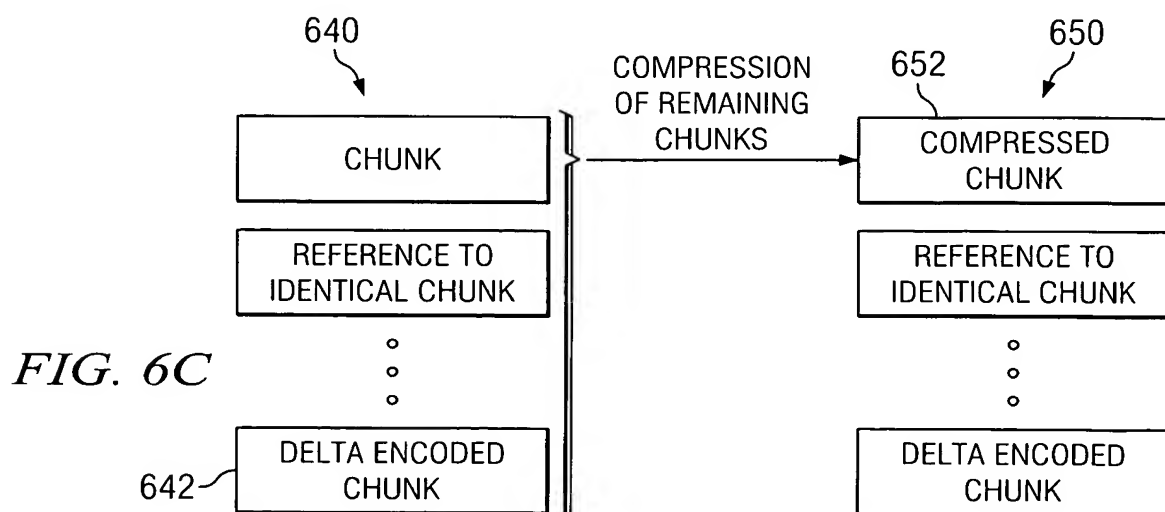 640
650
652
COMPRESSION
OF REMAINING
CHUNKS
CHUNK
COMPRESSED
CHUNK
REFERENCE TO
IDENTICAL CHUNK
REFERENCE TO
IDENTICAL CHUNK
FIG. 6C
DELTA ENCODED
CHUNK
642
DELTA ENCODED
CHUNK